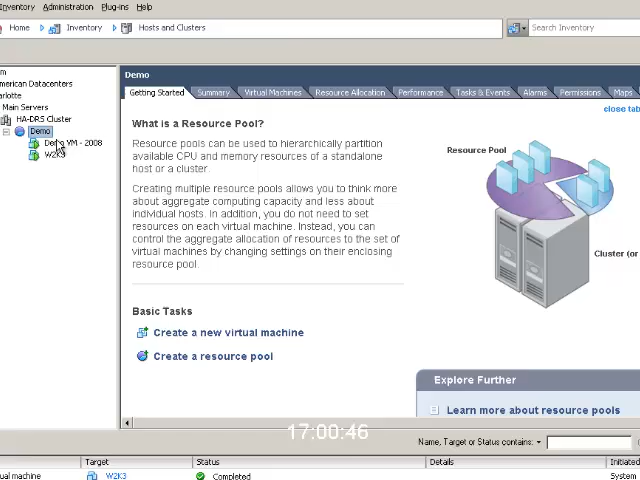 Inventory Administration Plug-ins Help
Home Inventory Hosts and Clusters
Search Inventory
American Datacenters
Main Servers
HA-DRS Cluster
Demo
Demo VM - 2008
W2K3
Demo
Getting Started Summary Virtual Machines Resource Allocation Performance Tasks & Events Alarms Permissions Maps
close tab
What is a Resource Pool?
Resource pools can be used to hierarchically partition
available CPU and memory resources of a standalone
host or a cluster.
Creating multiple resource pools allows you to think more
about aggregate computing capacity and less about
individual hosts. In addition, you do not need to set
resources on each virtual machine. Instead, you can
control the aggregate allocation of resources to the set of
virtual machines by changing settings on their enclosing
resource pool.
Resource Pool
Cluster (or
Basic Tasks
Create a new virtual machine
Create a resource pool
Explore Further
Learn more about resource pools
17:00:46
Name, Target or Status contains:
Target Status Details Initiated
machine W2K3 Completed System